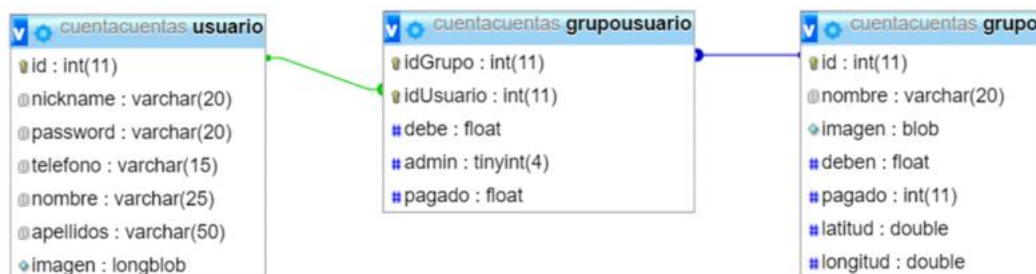 cuentacuentas usuario
id : int(11)
nickname : varchar(20)
password : varchar(20)
telefono : varchar(15)
nombre : varchar(25)
apellidos : varchar(50)
imagen : longblob
cuentacuentas grupousuario
idGrupo : int(11)
idUsuario : int(11)
debe : float
admin : tinyint(4)
pagado : float
cuentacuentas grupo
id : int(11)
nombre : varchar(20)
imagen : blob
deben : float
pagado : int(11)
latitud : double
longitud : double